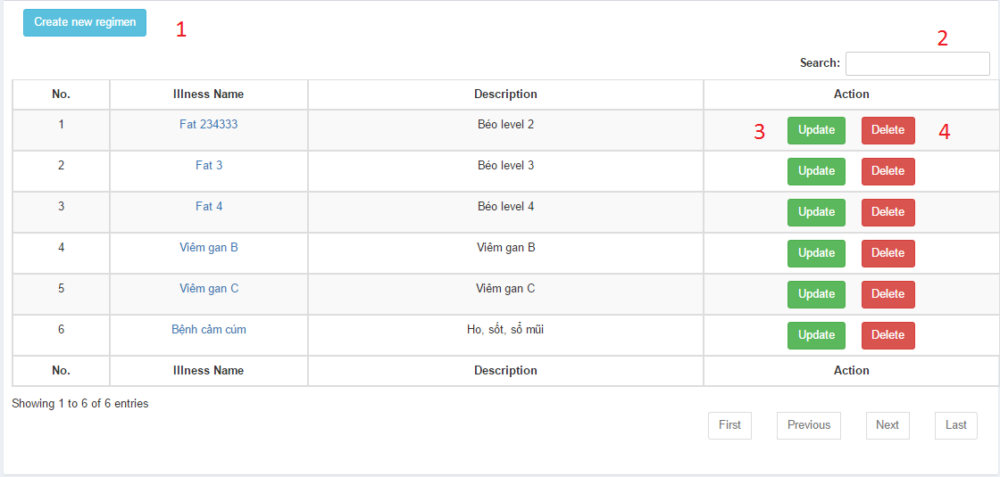 Create new regimen 1
2
Search:
No. Illness Name Description Action
1 Fat 234333 Béo level 2 3 Update Delete 4
2 Fat 3 Béo level 3 Update Delete
3 Fat 4 Béo level 4 Update Delete
4 Viêm gan B Viêm gan B Update Delete
5 Viêm gan C Viêm gan C Update Delete
6 Bệnh cảm cúm Ho, sốt, sổ mũi Update Delete
No. Illness Name Description Action
Showing 1 to 6 of 6 entries
First Previous Next Last